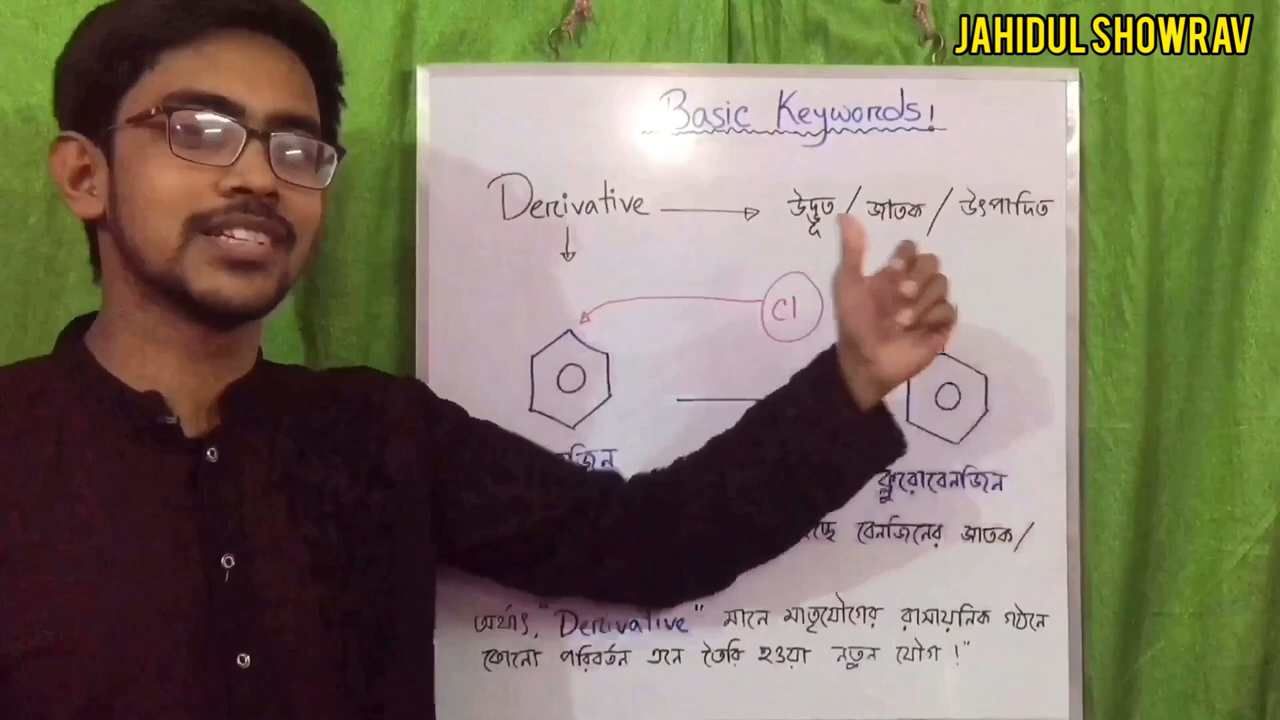 JAHIDUL SHOWRAV
Basic Keywords!
Derivative → উদ্ভূত / জাতক / উৎপাদিত
Cl
ক্লুরোবেনজিন
বেনজিনের জাতক/
অর্থাৎ, "Derivative" মানে মাতৃযৌগের রাসায়নিক গঠনে
কোনো পরিবর্তন এনে তৈরি হওয়া নতুন যৌগ!"